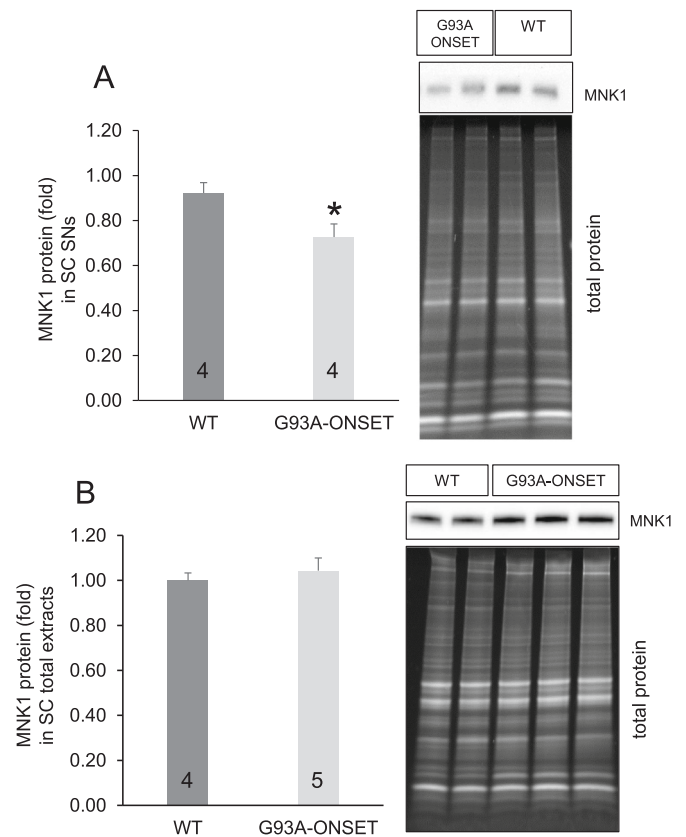 G93A
ONSET
WT
A
MNK1
1.20
1.00
0.80
0.60
0.40
0.20
0.00
MNK1 protein (fold)
in SC SNs
*
4
4
WT
G93A-ONSET
total protein
B
WT
G93A-ONSET
MNK1
1.20
1.00
0.80
0.60
0.40
0.20
0.00
MNK1 protein (fold)
in SC total extracts
4
5
WT
G93A-ONSET
total protein